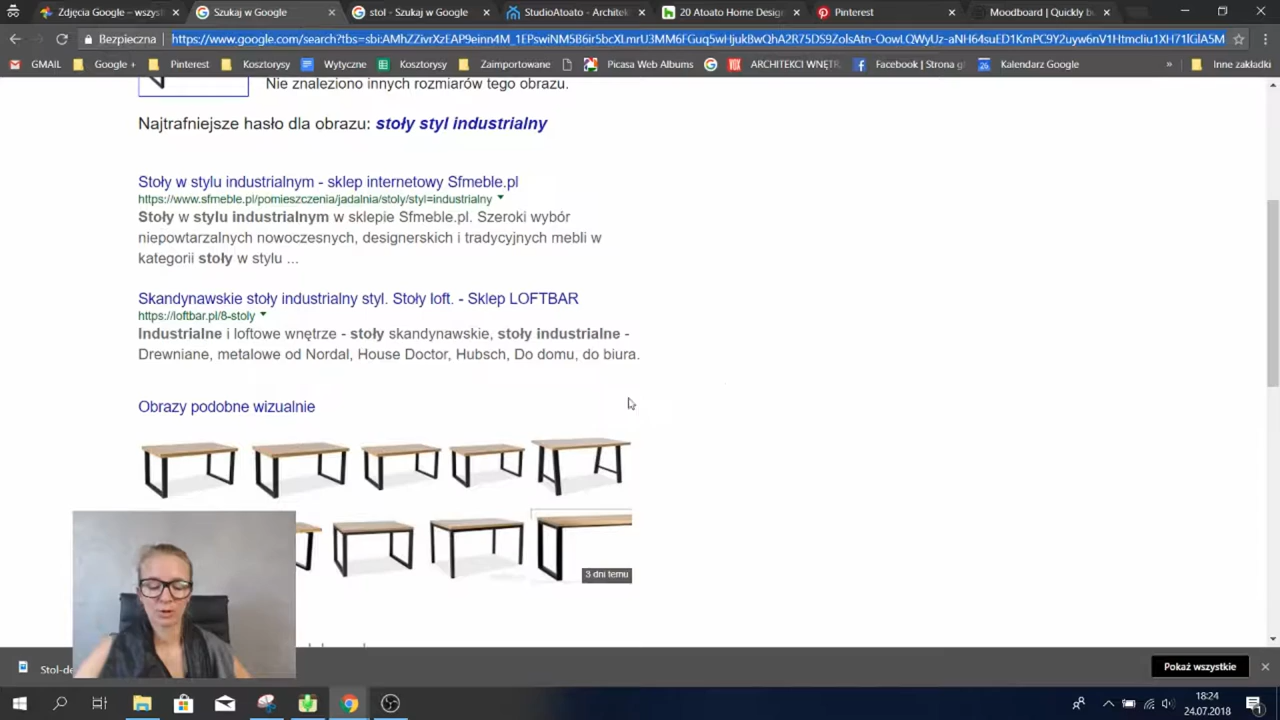 Zdjęcia Google – wszyst
Szukaj w Google
stol - Szukaj w Google
StudioAtoato - Architek
20 Atoato Home Design
Pinterest
Moodboard | Quickly bu
Bezpieczna
GMAIL
Google +
Pinterest
Kosztorysy
Wytyczne
Kosztorysy
Zaimportowane
Picasa Web Albums
ARCHITEKCI WNĘTR
Facebook | Strona gł
Kalendarz Google
»
Inne zakładki
Nie znaleziono innych rozmiarów tego obrazu.
Najtrafniejsze hasło dla obrazu: stoły styl industrialny
Stoły w stylu industrialnym - sklep internetowy Sfmeble.pl
https://www.sfmeble.pl/pomieszczenia/jadalnia/stoly/styl=industrialny
Stoły w stylu industrialnym w sklepie Sfmeble.pl. Szeroki wybór
niepowtarzalnych nowoczesnych, designerskich i tradycyjnych mebli w
kategorii stoły w stylu ...
Skandynawskie stoły industrialny styl. Stoły loft. - Sklep LOFTBAR
https://loftbar.pl/8-stoly
Industrialne i loftowe wnętrze - stoły skandynawskie, stoły industrialne -
Drewniane, metalowe od Nordal, House Doctor, Hubsch, Do domu, do biura.
Obrazy podobne wizualnie
3 dni temu
Stol-de
Pokaż wszystkie
18:24
24.07.2018